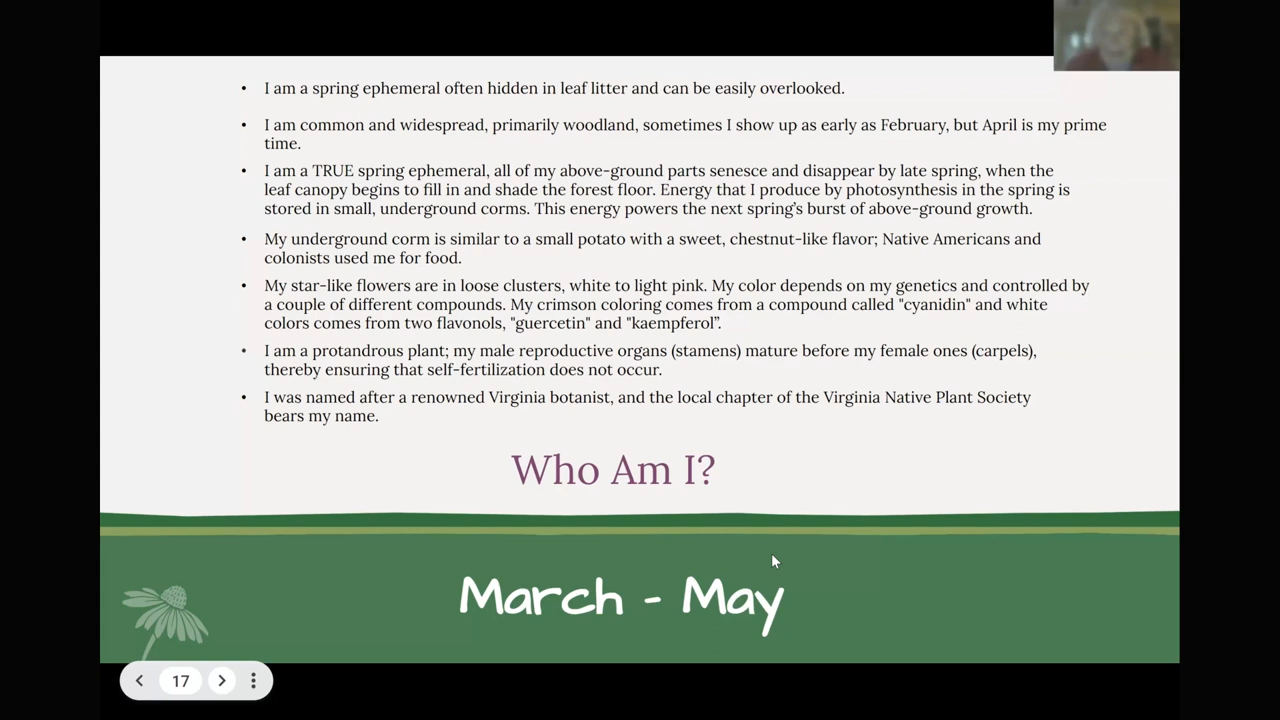 • I am a spring ephemeral often hidden in leaf litter and can be easily overlooked.
• I am common and widespread, primarily woodland, sometimes I show up as early as February, but April is my prime
time.
• I am a TRUE spring ephemeral, all of my above-ground parts senesce and disappear by late spring, when the
leaf canopy begins to fill in and shade the forest floor. Energy that I produce by photosynthesis in the spring is
stored in small, underground corms. This energy powers the next spring’s burst of above-ground growth.
• My underground corm is similar to a small potato with a sweet, chestnut-like flavor; Native Americans and
colonists used me for food.
• My star-like flowers are in loose clusters, white to light pink. My color depends on my genetics and controlled by
a couple of different compounds. My crimson coloring comes from a compound called "cyanidin" and white
colors comes from two flavonols, "guercetin" and "kaempferol”.
• I am a protandrous plant; my male reproductive organs (stamens) mature before my female ones (carpels),
thereby ensuring that self-fertilization does not occur.
• I was named after a renowned Virginia botanist, and the local chapter of the Virginia Native Plant Society
bears my name.
Who Am I?
March - May
17